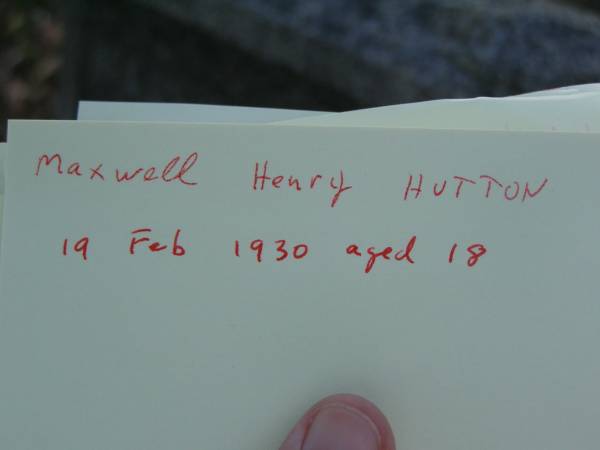 Maxwell Henry HUTTON
19 Feb 1930 aged 18